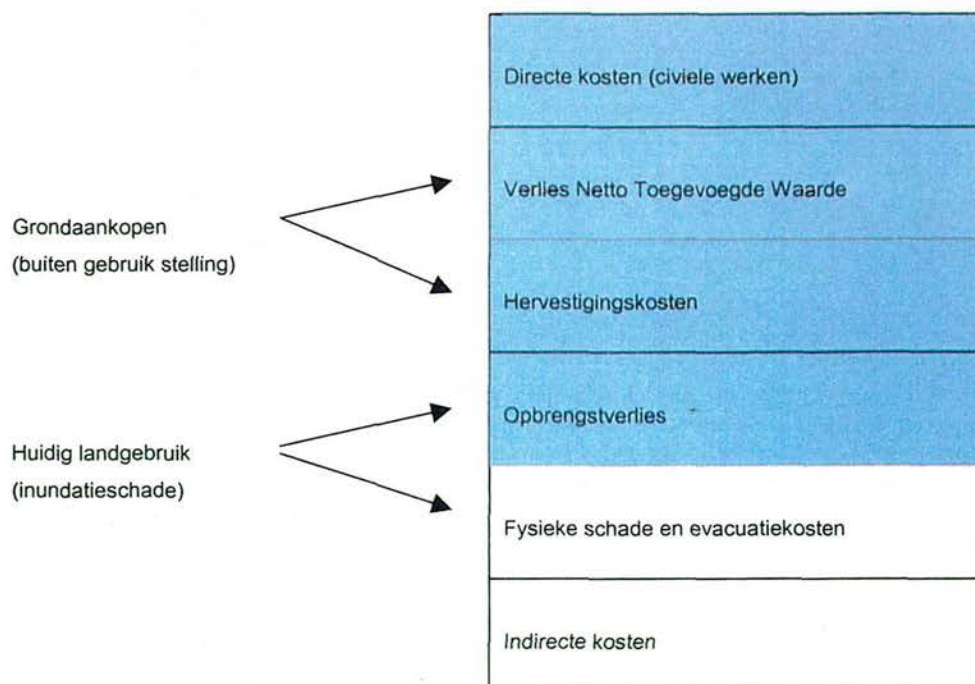 Directe kosten (civiele werken)
Verlies Netto Toegevoegde Waarde
Grondaankopen
(buiten gebruik stelling)
Hervestigingskosten
Opbrengstverlies
Huidig landgebruik
(inundatieschade)
Fysieke schade en evacuatiekosten
Indirecte kosten